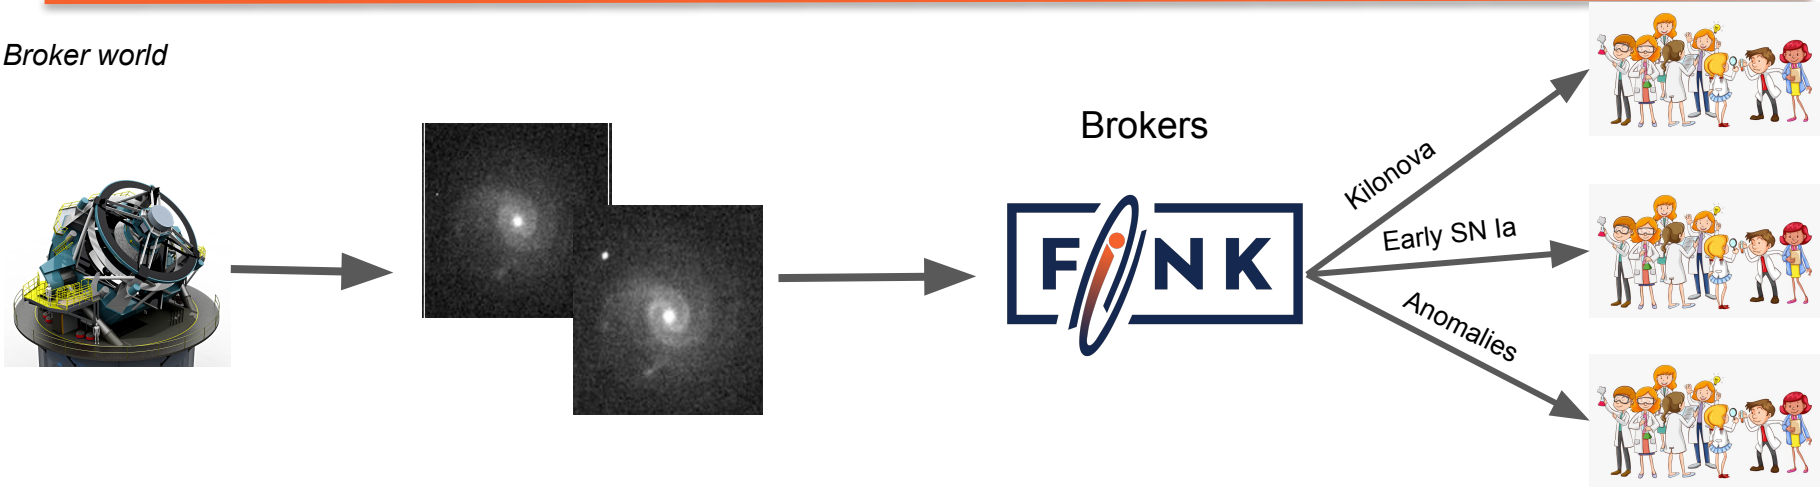 Broker world
Brokers
FINK
Kilonova
Early SN Ia
Anomalies